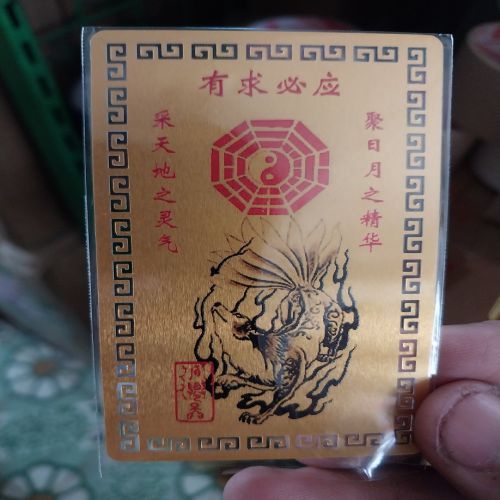 有求必应
采天地之灵气
聚日月之精华